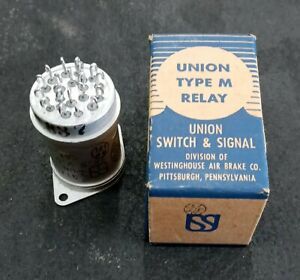 UNION
TYPE M
RELAY
UNION
SWITCH & SIGNAL
DIVISION OF
WESTINGHOUSE AIR BRAKE CO.
PITTSBURGH, PENNSYLVANIA